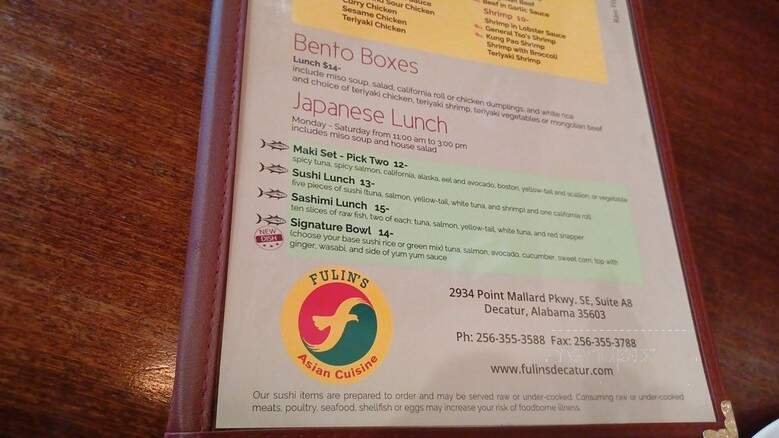 Sauce
Sour Chicken
Curry Chicken
Sesame Chicken
Teriyaki Chicken
Beef
Beef in Garlic Sauce
Shrimp 10-
Shrimp in Lobster Sauce
General Tso's Shrimp
Kung Pao Shrimp
Shrimp with Broccoli
Teriyaki Shrimp
Bento Boxes
Lunch $14-
include miso soup, salad, california roll or chicken dumplings, and white rice
and choice of teriyaki chicken, teriyaki shrimp, teriyaki vegetables or mongolian beef
Japanese Lunch
Monday - Saturday from 11:00 am to 3:00 pm
includes miso soup and house salad
Maki Set - Pick Two 12-
spicy tuna, spicy salmon, california, alaska, eel and avocado, boston, yellow-tail and scallion, or vegetable
Sushi Lunch 13-
five pieces of sushi (tuna, salmon, yellow-tail, white tuna, and shrimp) and one california roll
Sashimi Lunch 15-
ten slices of raw fish, two of each: tuna, salmon, yellow-tail, white tuna, and red snapper
NEW DISH
Signature Bowl 14-
(choose your base sushi rice or green mix) tuna, salmon, avocado, cucumber, sweet corn, top with
ginger, wasabi, and side of yum yum sauce
FULIN'S
Asian Cuisine
2934 Point Mallard Pkwy. SE, Suite A8
Decatur, Alabama 35603
Ph: 256-355-3588 Fax: 256-355-3788
www.fulinsdecatur.com
Our sushi items are prepared to order and may be served raw or under-cooked. Consuming raw or under-cooked
meats, poultry, seafood, shellfish or eggs may increase your risk of foodborne illness.